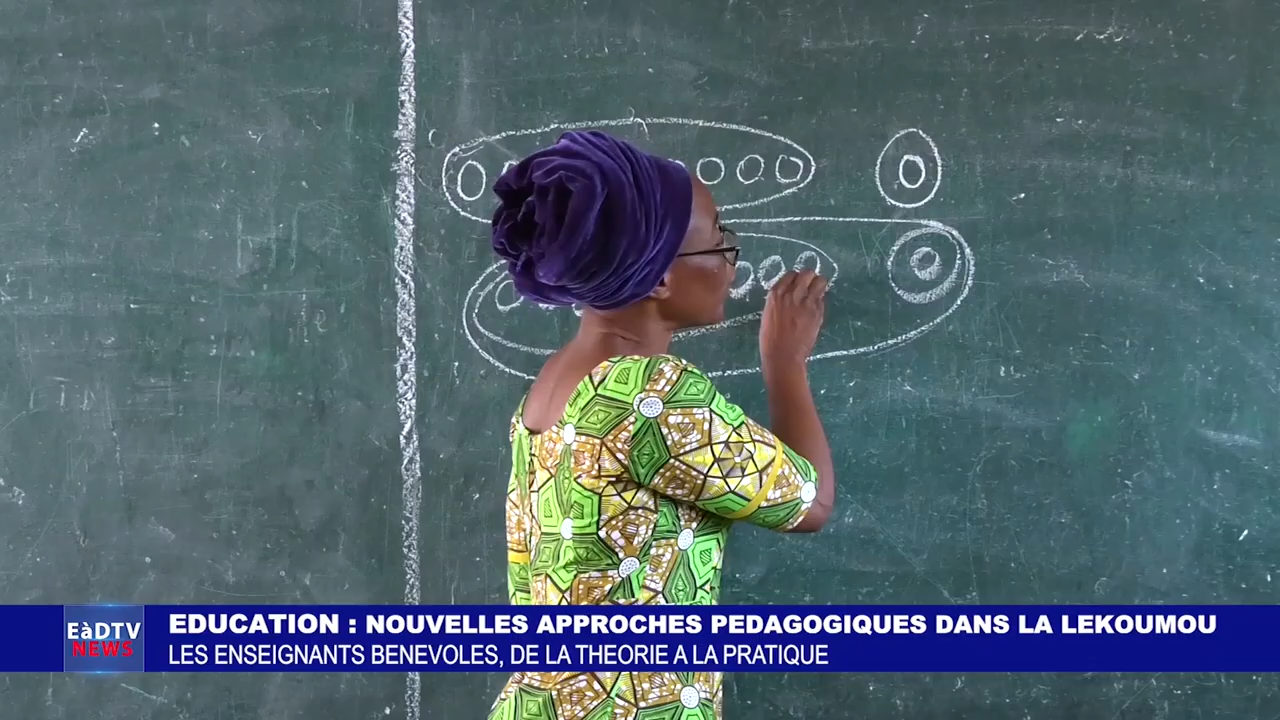 EDUCATION : NOUVELLES APPROCHES PEDAGOGIQUES DANS LA LEKOUMOU
LES ENSEIGNANTS BENEVOLES, DE LA THEORIE A LA PRATIQUE
EàDTV
NEWS